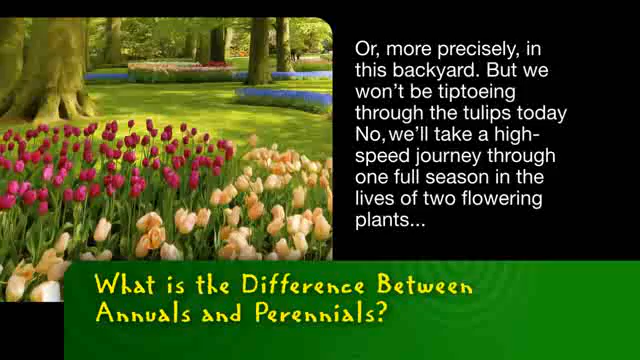 Or, more precisely, in
this backyard. But we
won't be tiptoeing
through the tulips today
No, we'll take a high-
speed journey through
one full season in the
lives of two flowering
plants...
What is the Difference Between
Annuals and Perennials?